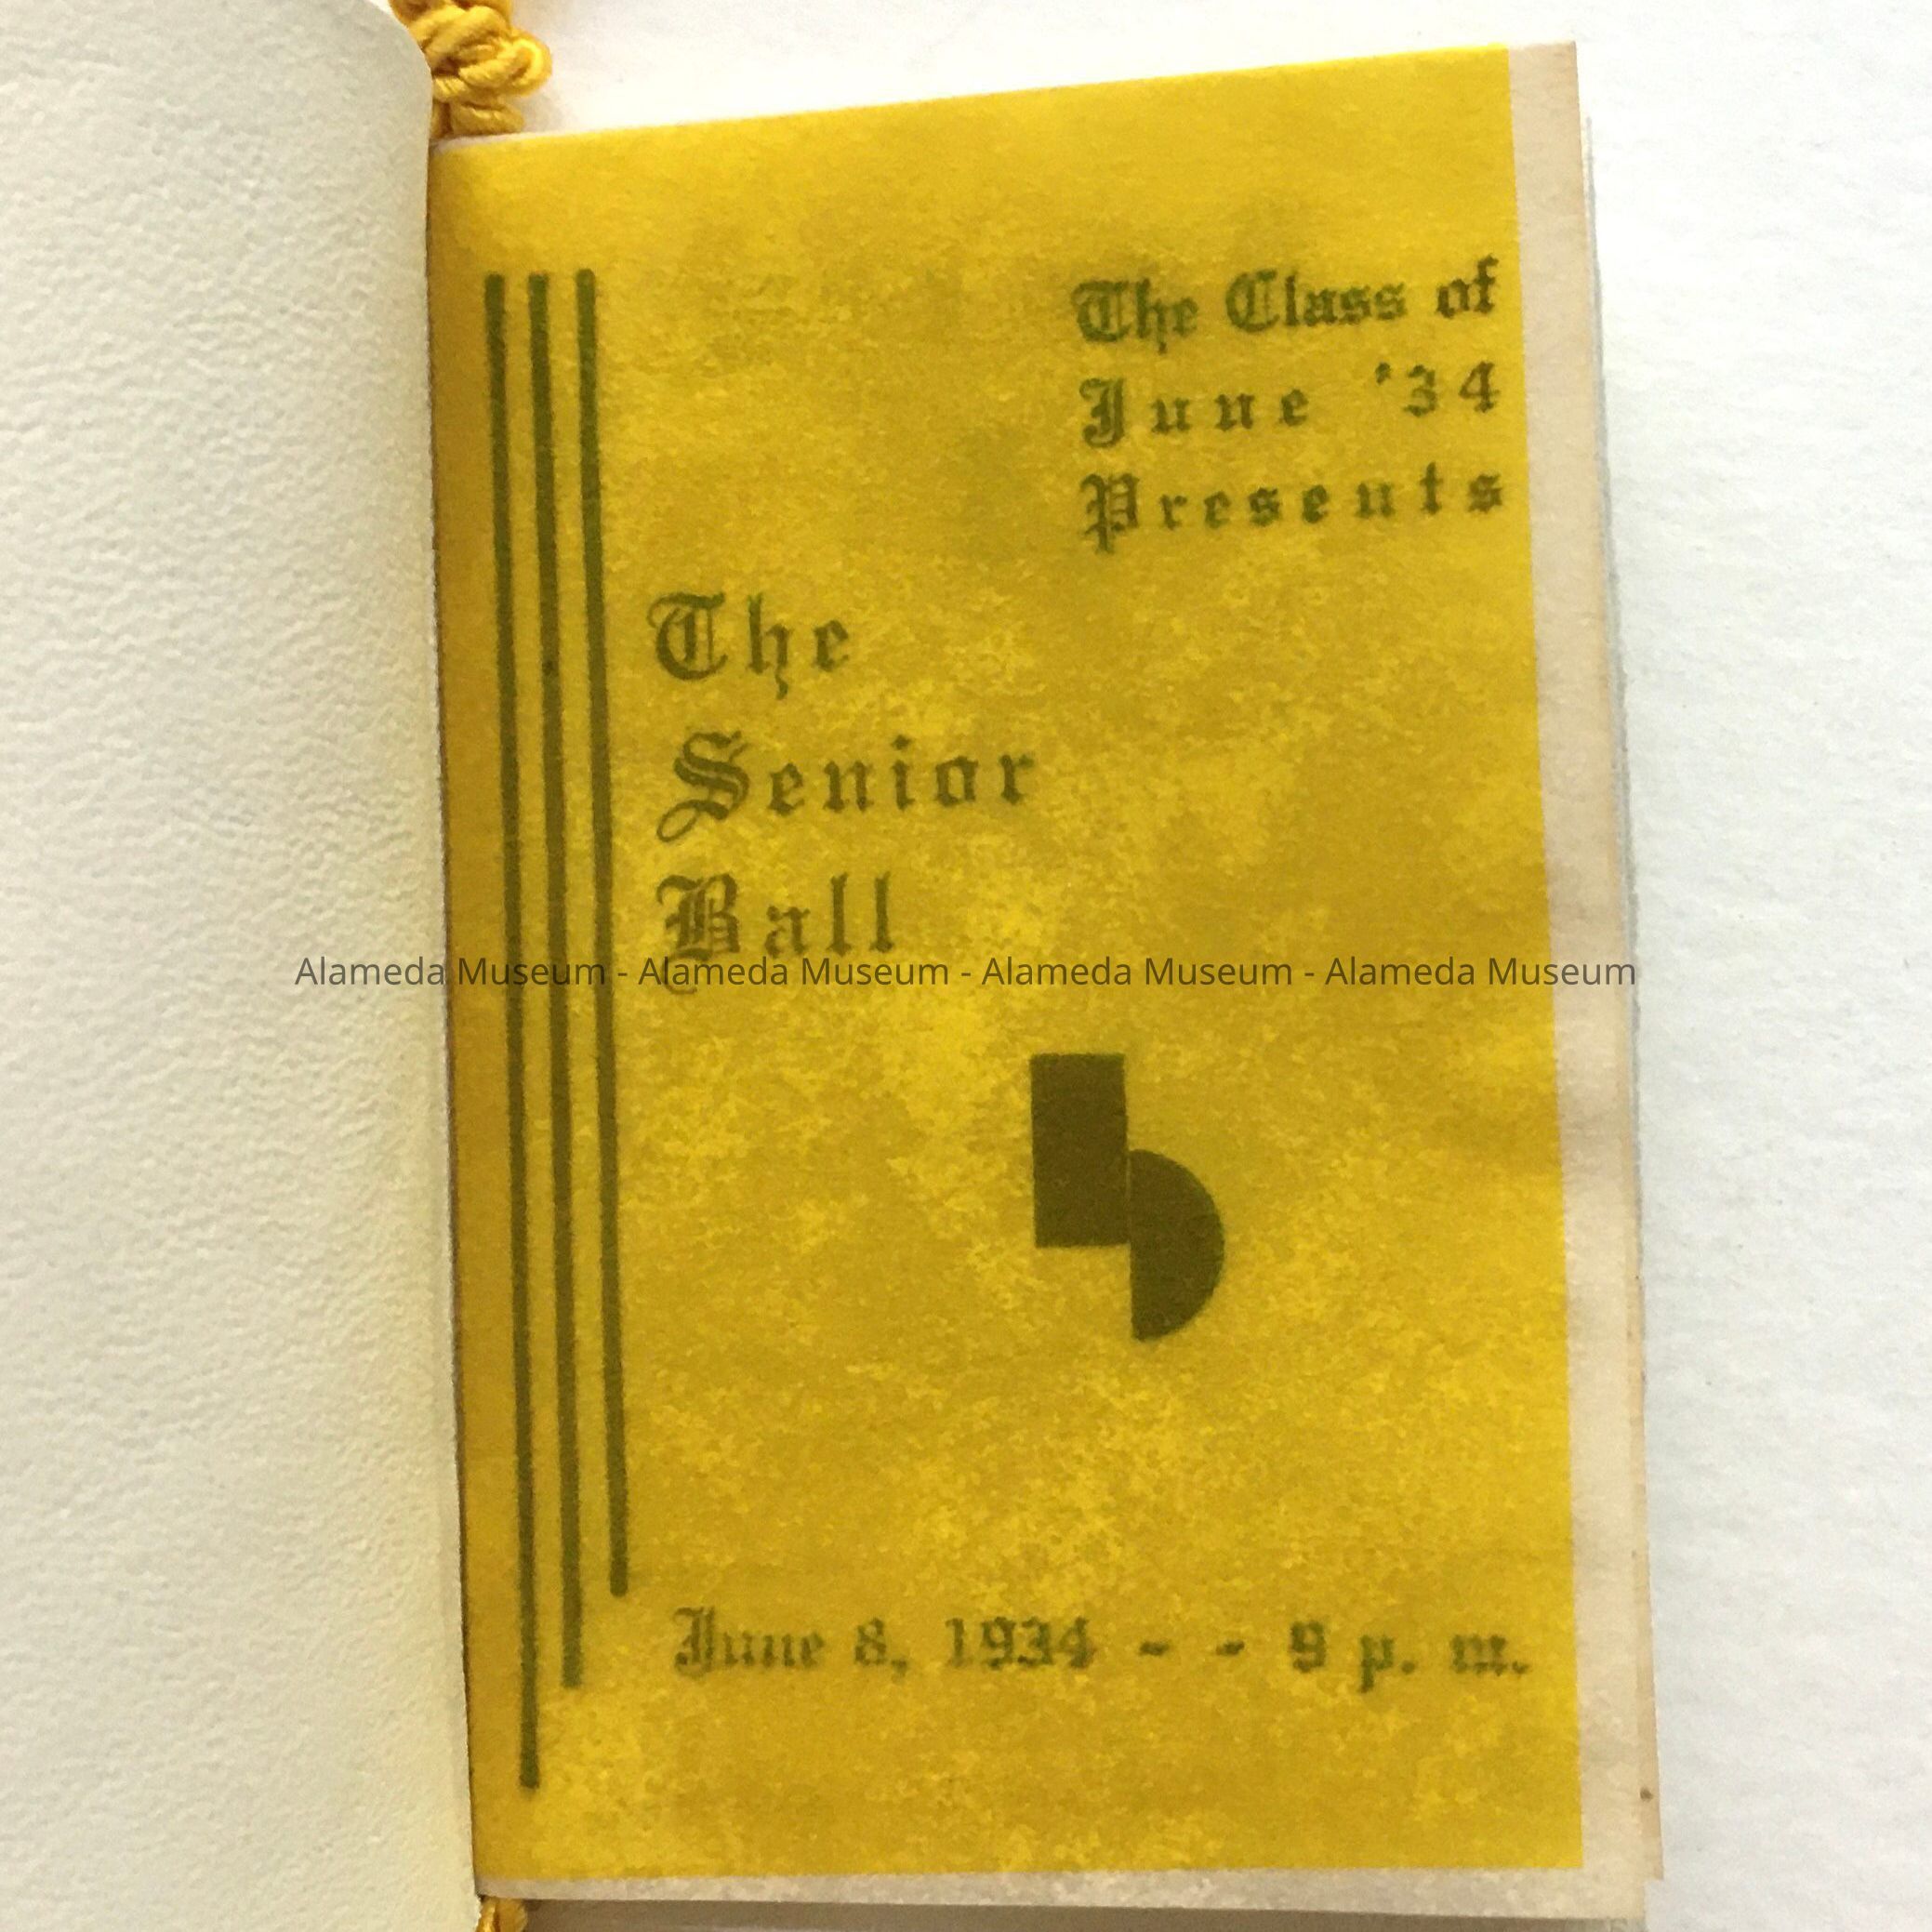 The Class of
June '34
Presents
The
Senior
Ball
Alameda Museum - Alameda Museum - Alameda Museum - Alameda Museum
June 8, 1934 - - 9 p. m.